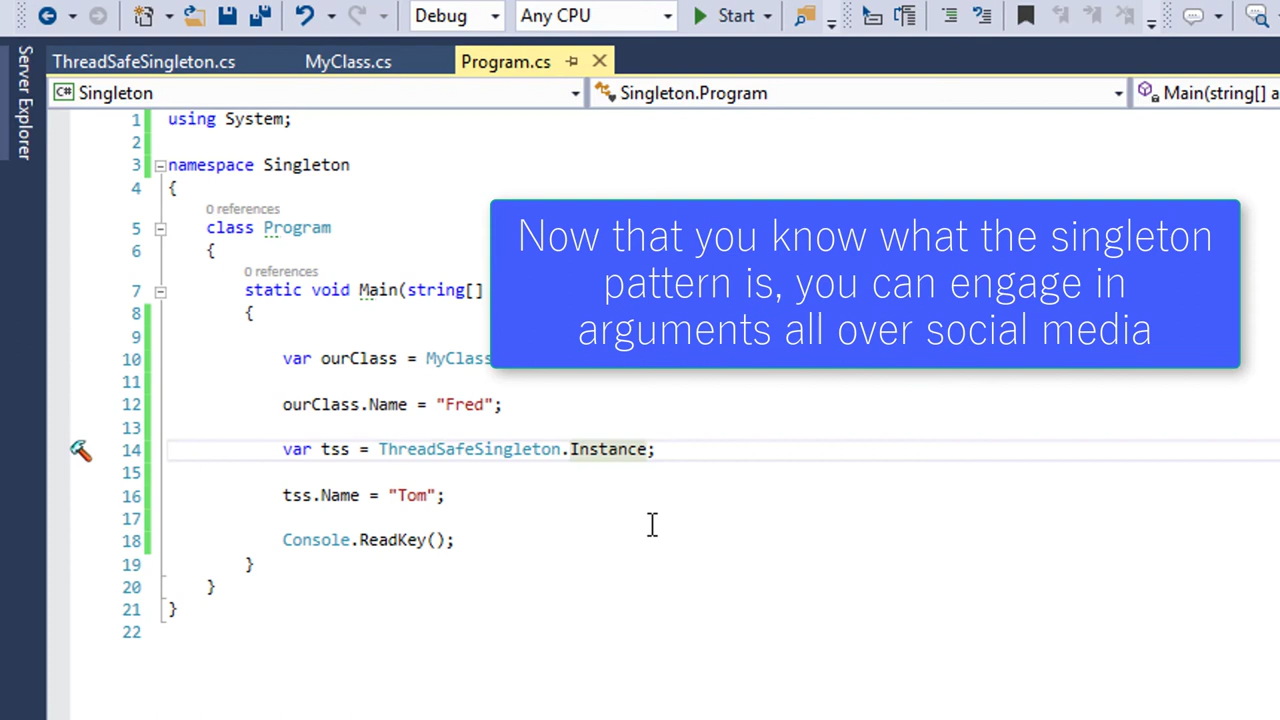 Debug Any CPU Start
Server Explorer
ThreadSafeSingleton.cs MyClass.cs Program.cs
C# Singleton Singleton.Program Main(string[] a
1 using System;
2
3 namespace Singleton
4 {
0 references
5 class Program
6 {
0 references
7 static void Main(string[]
8 {
9
10 var ourClass = MyClass
11
12 ourClass.Name = "Fred";
13
14 var tss = ThreadSafeSingleton.Instance;
15
16 tss.Name = "Tom";
17
18 Console.ReadKey();
19 }
20 }
21 }
22
Now that you know what the singleton
pattern is, you can engage in
arguments all over social media